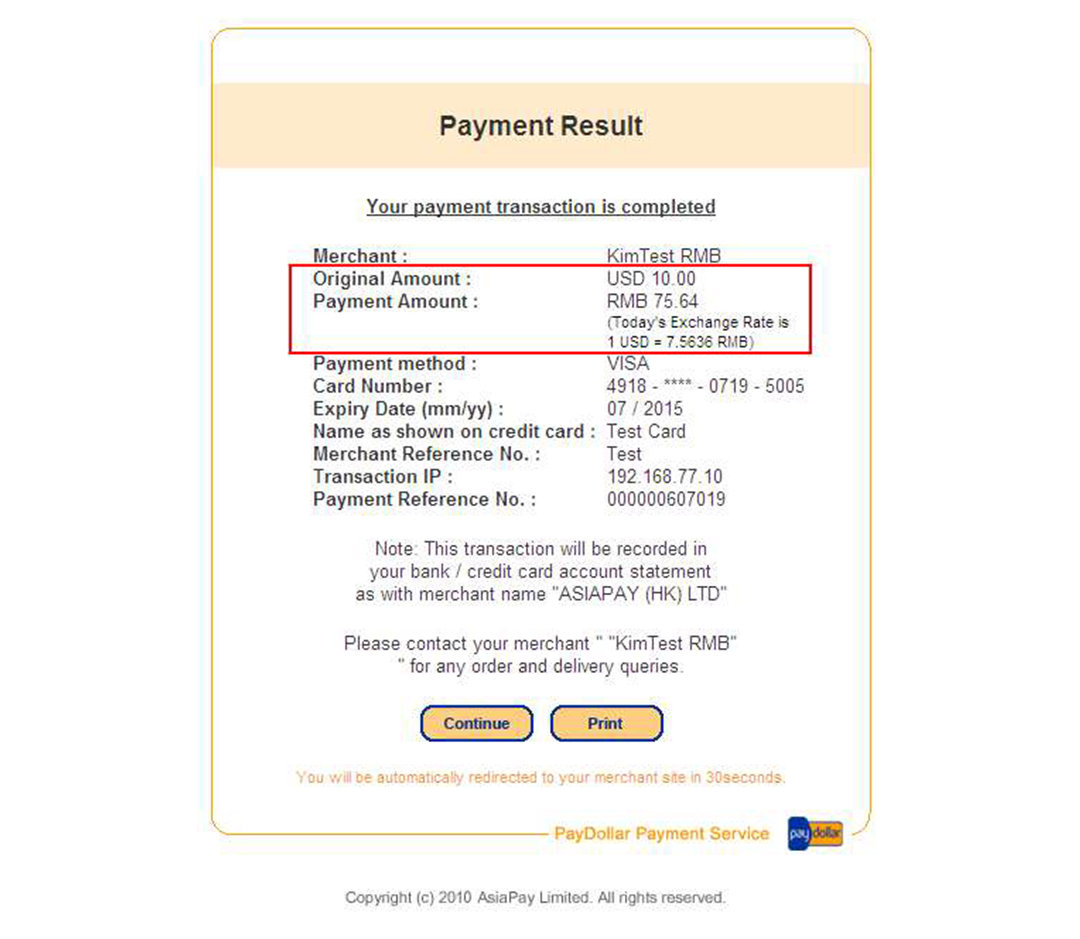 Payment Result
Your payment transaction is completed
Merchant : KimTest RMB
Original Amount : USD 10.00
Payment Amount : RMB 75.64
(Today's Exchange Rate is
1 USD = 7.5636 RMB)
Payment method : VISA
Card Number : 4918 - **** - 0719 - 5005
Expiry Date (mm/yy) : 07 / 2015
Name as shown on credit card : Test Card
Merchant Reference No. : Test
Transaction IP : 192.168.77.10
Payment Reference No. : 000000607019
Note: This transaction will be recorded in
your bank / credit card account statement
as with merchant name "ASIAPAY (HK) LTD"
Please contact your merchant " "KimTest RMB"
" for any order and delivery queries.
Continue Print
You will be automatically redirected to your merchant site in 30seconds.
PayDollar Payment Service paydollar
Copyright (c) 2010 AsiaPay Limited. All rights reserved.